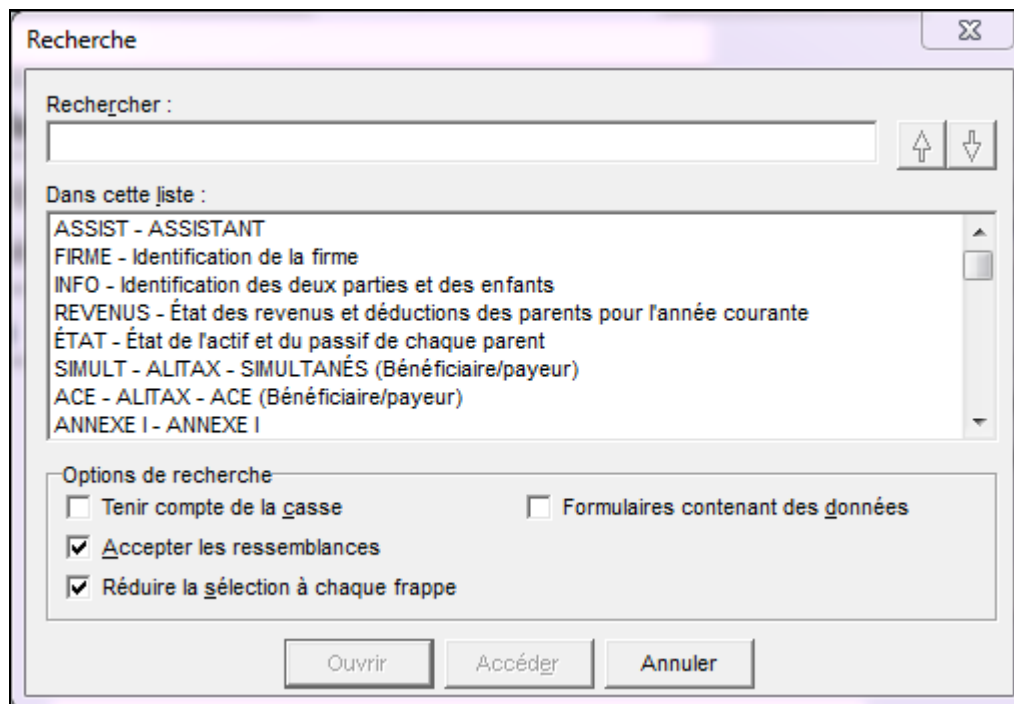 Recherche
Rechercher :
Dans cette liste :
ASSIST - ASSISTANT
FIRME - Identification de la firme
INFO - Identification des deux parties et des enfants
REVENUS - État des revenus et déductions des parents pour l'année courante
ÉTAT - État de l'actif et du passif de chaque parent
SIMULT - ALITAX - SIMULTANÉS (Bénéficiaire/payeur)
ACE - ALITAX - ACE (Bénéficiaire/payeur)
ANNEXE I - ANNEXE I
Options de recherche
Tenir compte de la casse Formulaires contenant des données
Accepter les ressemblances
Réduire la sélection à chaque frappe
Ouvrir Accéder Annuler